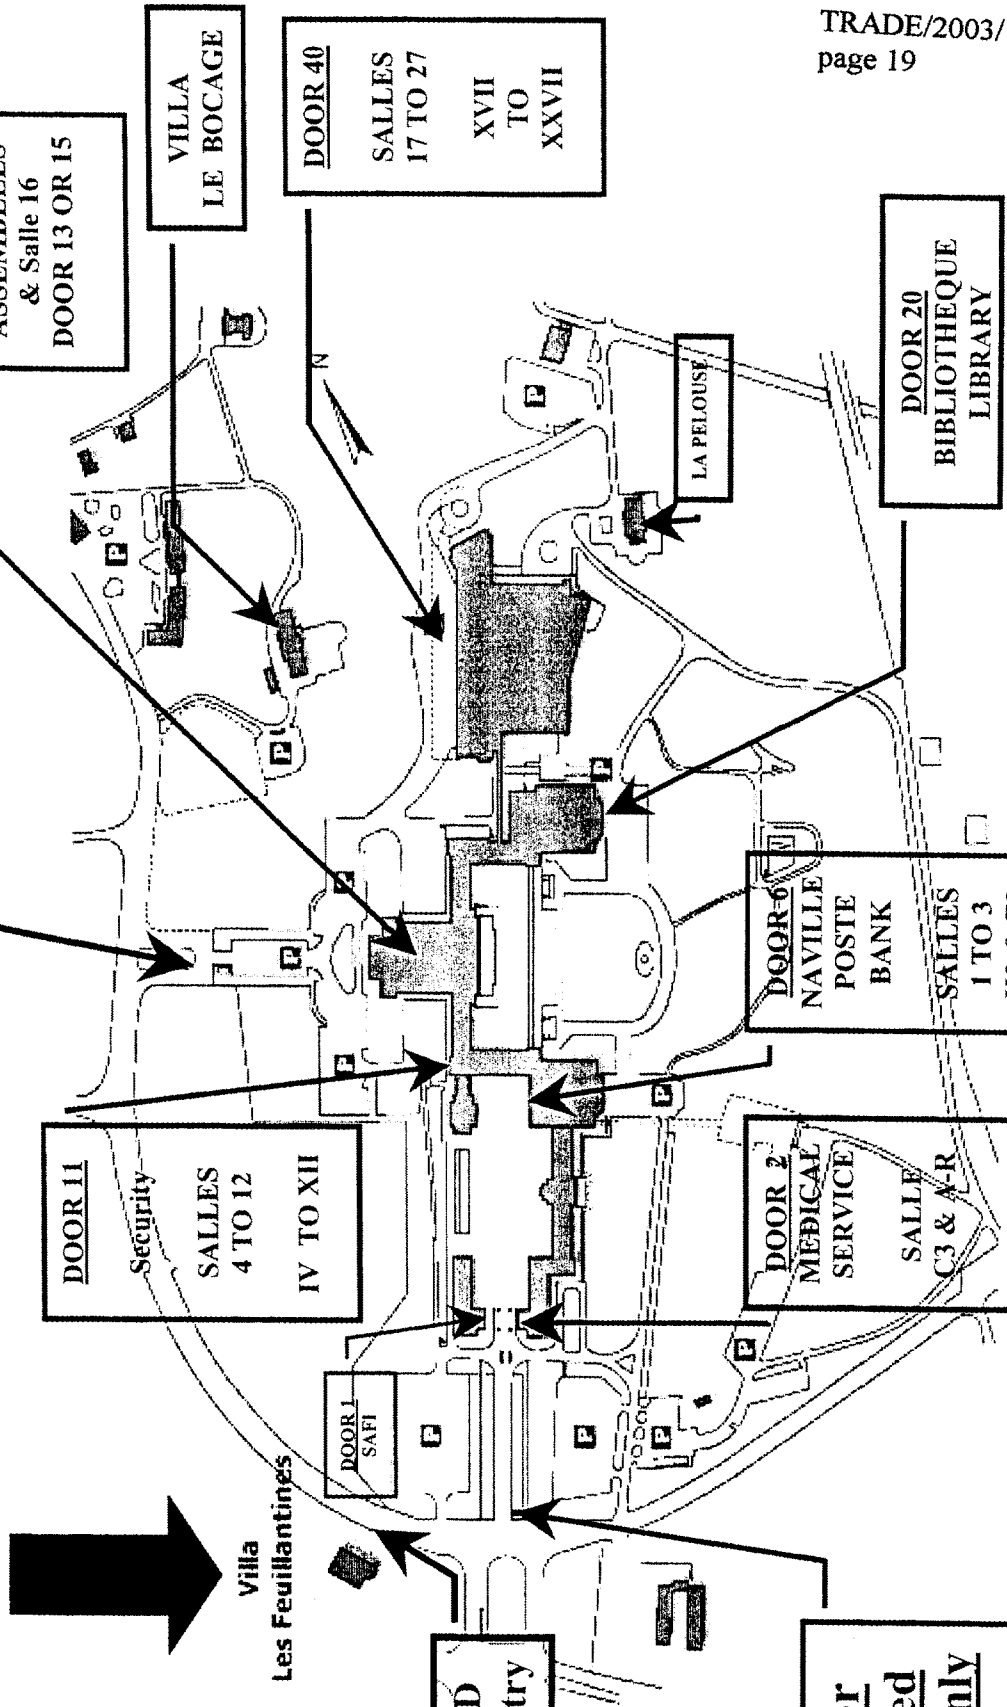 TRADE/2003/
page 19
ASSEMBLEES
& Salle 16
DOOR 13 OR 15
VILLA
LE BOCAGE
DOOR 40
SALLES
17 TO 27
XVII
TO
XXVII
N
LA PELOUSE
DOOR 20
BIBLIOTHEQUE
LIBRARY
DOOR 6
NAVILLE
POSTE
BANK
SALLES
1 TO 3
DOOR 11
Security
SALLES
4 TO 12
IV TO XII
DOOR 2
MEDICAL
SERVICE
SALLE
C3 & A-R
DOOR 1
SAFI
Villa
Les Feuillantines
D
try
r
ed
nly
P
P
P
P
P
P
P
P
P
P
P
P